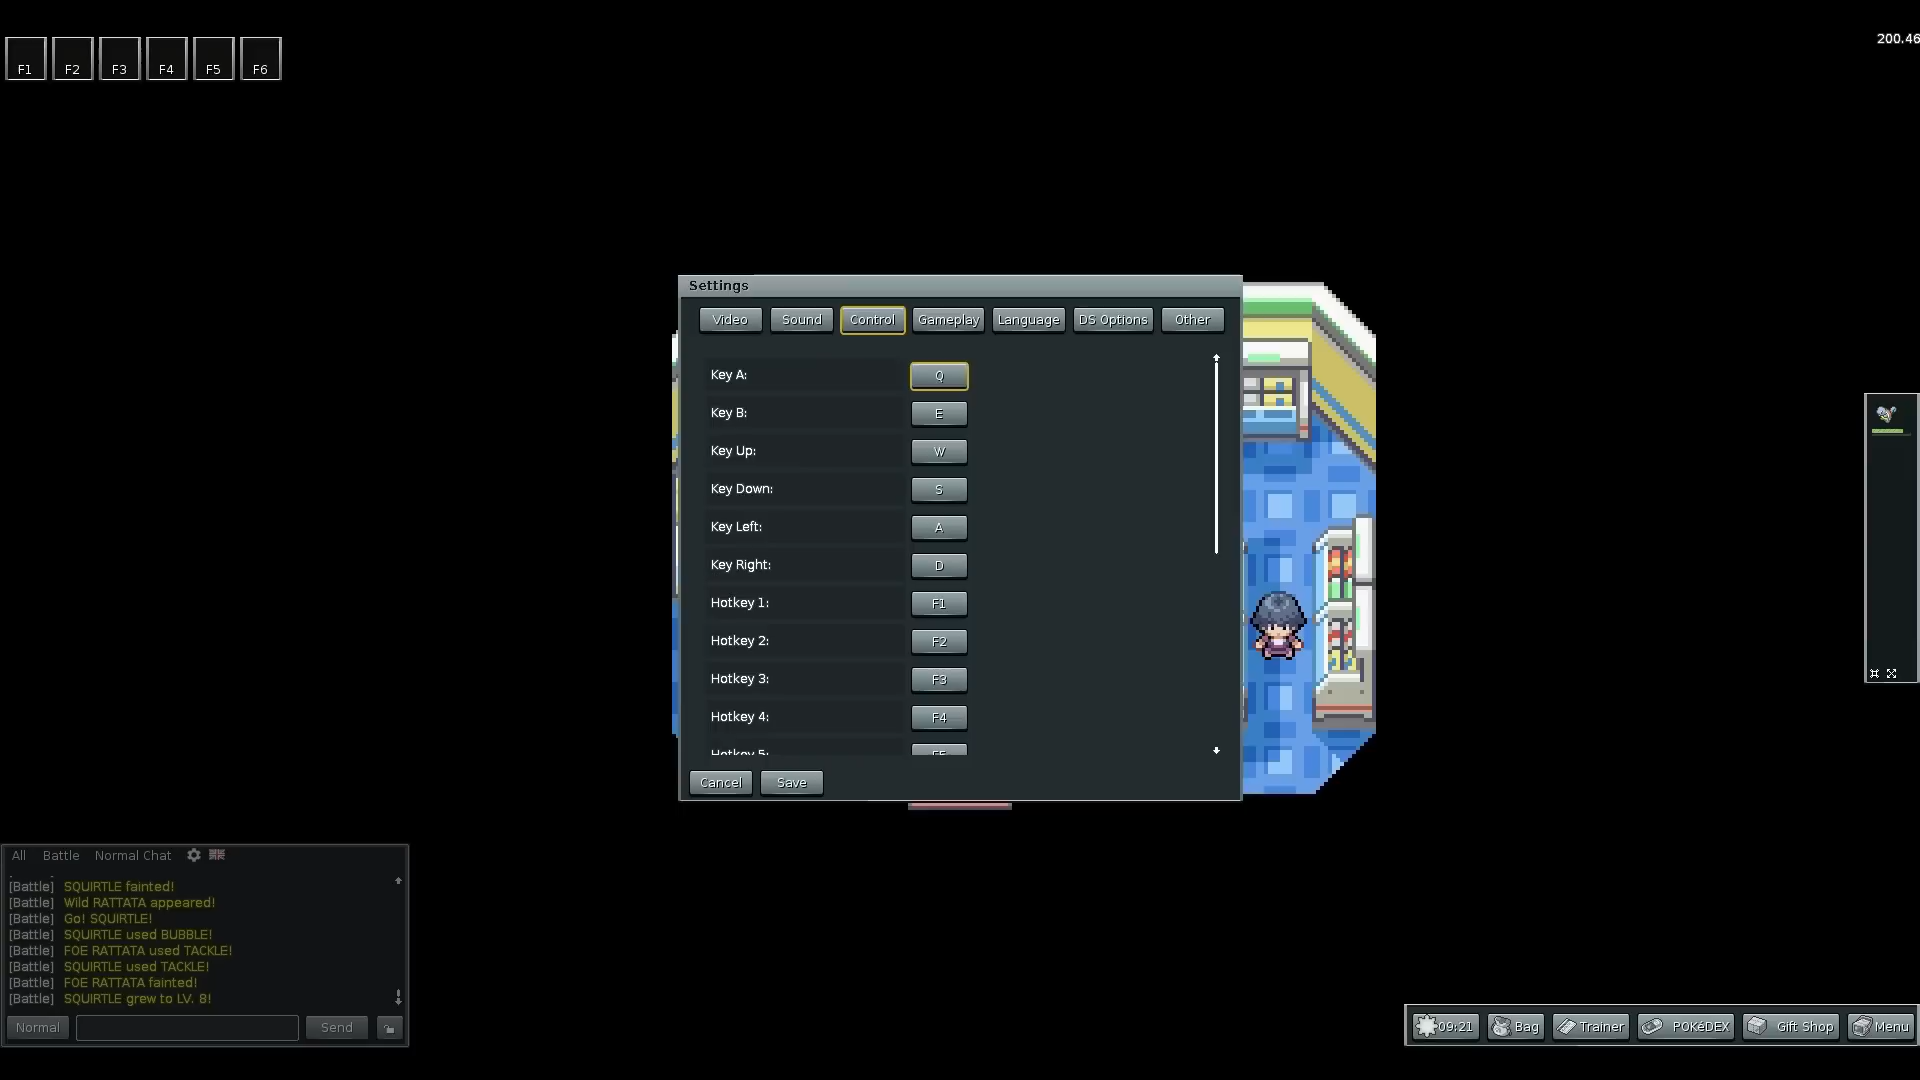 200.46
F1 F2 F3 F4 F5 F6
Settings
Video Sound Control Gameplay Language DS Options Other
Key A: Q
Key B: E
Key Up: W
Key Down: S
Key Left: A
Key Right: D
Hotkey 1: F1
Hotkey 2: F2
Hotkey 3: F3
Hotkey 4: F4
Hotkey 5: F5
Cancel Save
All Battle Normal Chat
[Battle] SQUIRTLE fainted!
[Battle] Wild RATTATA appeared!
[Battle] Go! SQUIRTLE!
[Battle] SQUIRTLE used BUBBLE!
[Battle] FOE RATTATA used TACKLE!
[Battle] SQUIRTLE used TACKLE!
[Battle] FOE RATTATA fainted!
[Battle] SQUIRTLE grew to LV. 8!
Normal Send
09:21 Bag Trainer POKéDEX Gift Shop Menu